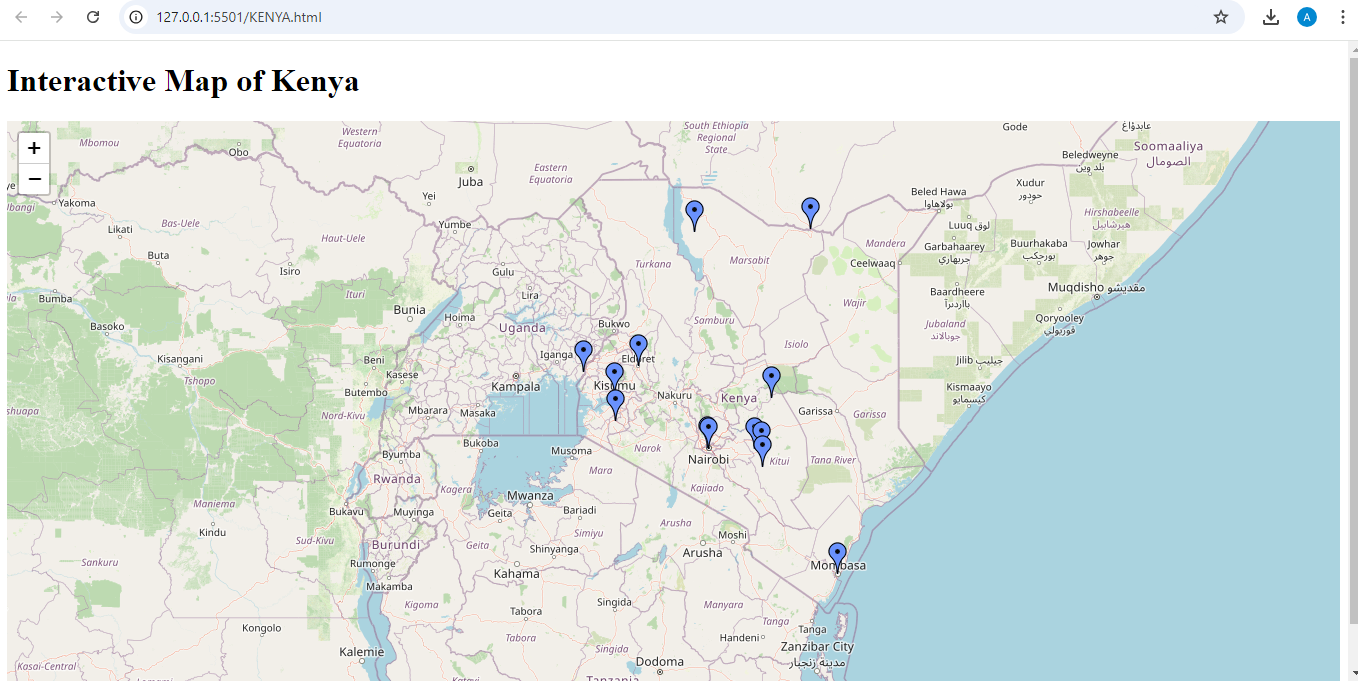 127.0.0.1:5501/KENYA.html
A
Interactive Map of Kenya
+
−
Mbomou
Obo
Western
Equatoria
Juba
Eastern
Equatoria
South Ethiopia
Regional
State
Gode
عابدؤاغ
Beledweyne
بلد وين
Soomaaliya
الصومال
Yakoma
Bas-Uele
Likati
Buta
Haut-Uele
Yei
Yumbe
Beled Hawa
بولاهاوا
Xudur
حودور
Hirshabeelle
هيرشابيل
Luuq لوق
Garbahaarey
جربهاري
Buurhakaba
بورحكب
Jowhar
جوهر
Mandera
Ceelwaaq
Isiro
Gulu
Turkana
Marsabit
Bumba
Ituri
Lira
Wajir
Baardheere
باردنيرآ
Muqdisho مقديشو
Basoko
Bunia
Hoima
Uganda
Bukwo
Samburu
Isiolo
Jubaland
جوبالاند
Qoryooley
قوريولي
Kisangani
Tshopo
Beni
Kasese
Iganga
Eldoret
Jilib جيليب
Butembo
Kampala
Kisumu
Nakuru
Kenya
Kismaayo
كيسمايو
Nord-Kivu
Mbarara
Masaka
Garissa
Garissa
Bukoba
Musoma
Narok
Nairobi
Kitui
Tana River
Byumba
Rwanda
Kagera
Mara
Kajiado
Maniema
Bukavu
Muyinga
Mwanza
Geita
Bariadi
Kindu
Sud-Kivu
Burundi
Geita
Simiyu
Arusha
Moshi
Shinyanga
Arusha
Sankuru
Rumonge
Makamba
Kahama
Mombasa
Kigoma
Tabora
Singida
Manyara
Tanga
Kongolo
Tabora
Handeni
Tanga
Kasai-Central
Kalemie
Singida
Dodoma
Zanzibar City
مدينة زنجبار
Tanzania